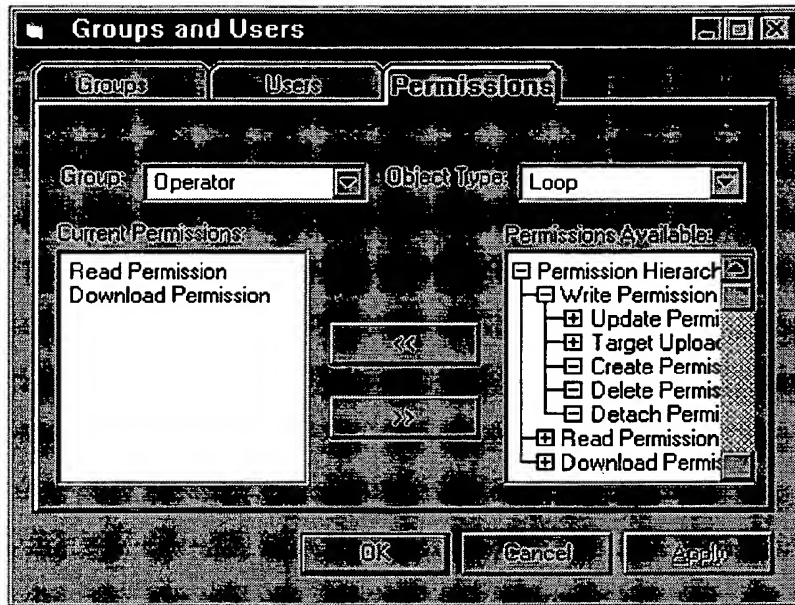 Groups and Users
Groups Users Permissions
Group: Operator Object Type: Loop
Current Permissions: Permissions Available:
Read Permission
Download Permission
Permission Hierarch
Write Permission
Update Permi
Target Uploac
Create Permis
Delete Permis
Detach Permi
Read Permission
Download Permis
<<
>>
OK Cancel Apply